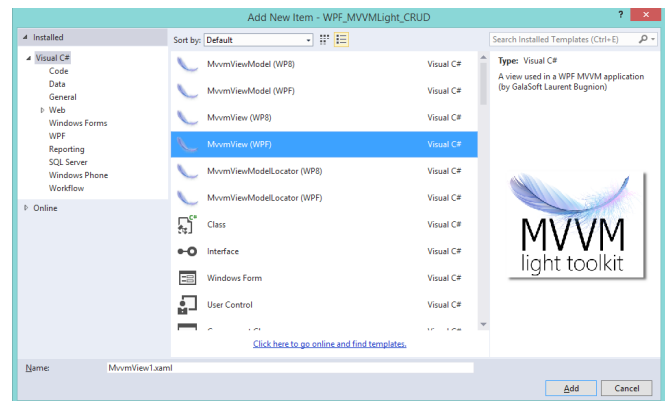 Add New Item - WPF_MVVMLight_CRUD
? ×
Installed
Sort by: Default
Search Installed Templates (Ctrl+E)
Visual C#
Code
Data
General
Web
Windows Forms
WPF
Reporting
SQL Server
Windows Phone
Workflow
Online
MvvmViewModel (WP8) Visual C#
MvvmViewModel (WPF) Visual C#
MvvmView (WP8) Visual C#
MvvmView (WPF) Visual C#
MvvmViewModelLocator (WP8) Visual C#
MvvmViewModelLocator (WPF) Visual C#
C#
Class Visual C#
Interface Visual C#
Windows Form Visual C#
User Control Visual C#
Click here to go online and find templates.
Type: Visual C#
A view used in a WPF MVVM application
(by GalaSoft Laurent Bugnion)
MVVM
light toolkit
Name: MvvmView1.xaml
Add Cancel